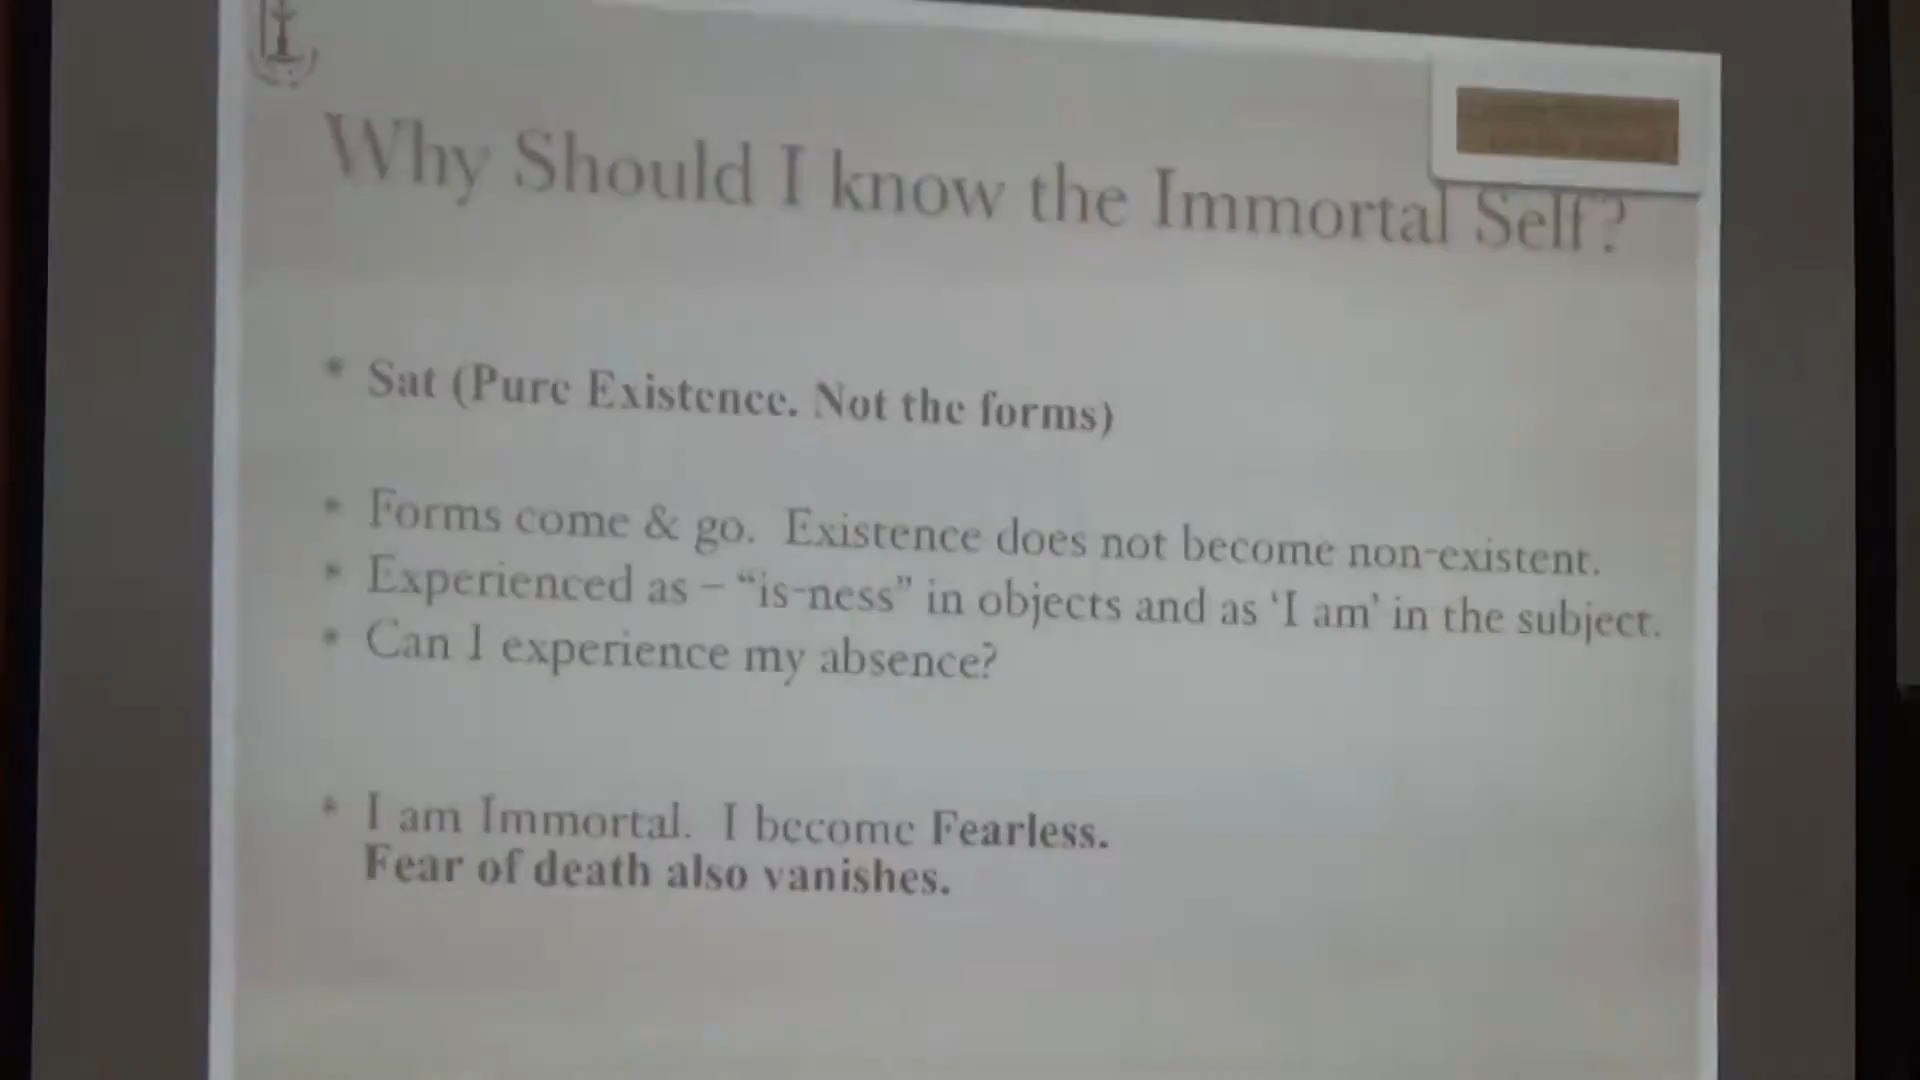 Why Should I know the Immortal Self?
* Sat (Pure Existence. Not the forms)
* Forms come & go. Existence does not become non-existent.
* Experienced as – “is-ness” in objects and as ‘I am’ in the subject.
* Can I experience my absence?
* I am Immortal. I become Fearless.
Fear of death also vanishes.